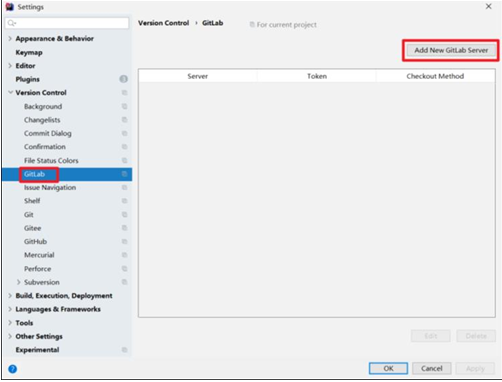 Settings
Version Control › GitLab
For current project
Appearance & Behavior
Keymap
Editor
Plugins
Version Control
Background
Changelists
Commit Dialog
Confirmation
File Status Colors
GitLab
Issue Navigation
Shelf
Git
Gitee
GitHub
Mercurial
Perforce
Subversion
Build, Execution, Deployment
Languages & Frameworks
Tools
Other Settings
Experimental
Add New GitLab Server
Server Token Checkout Method
Edit Delete
? OK Cancel Apply